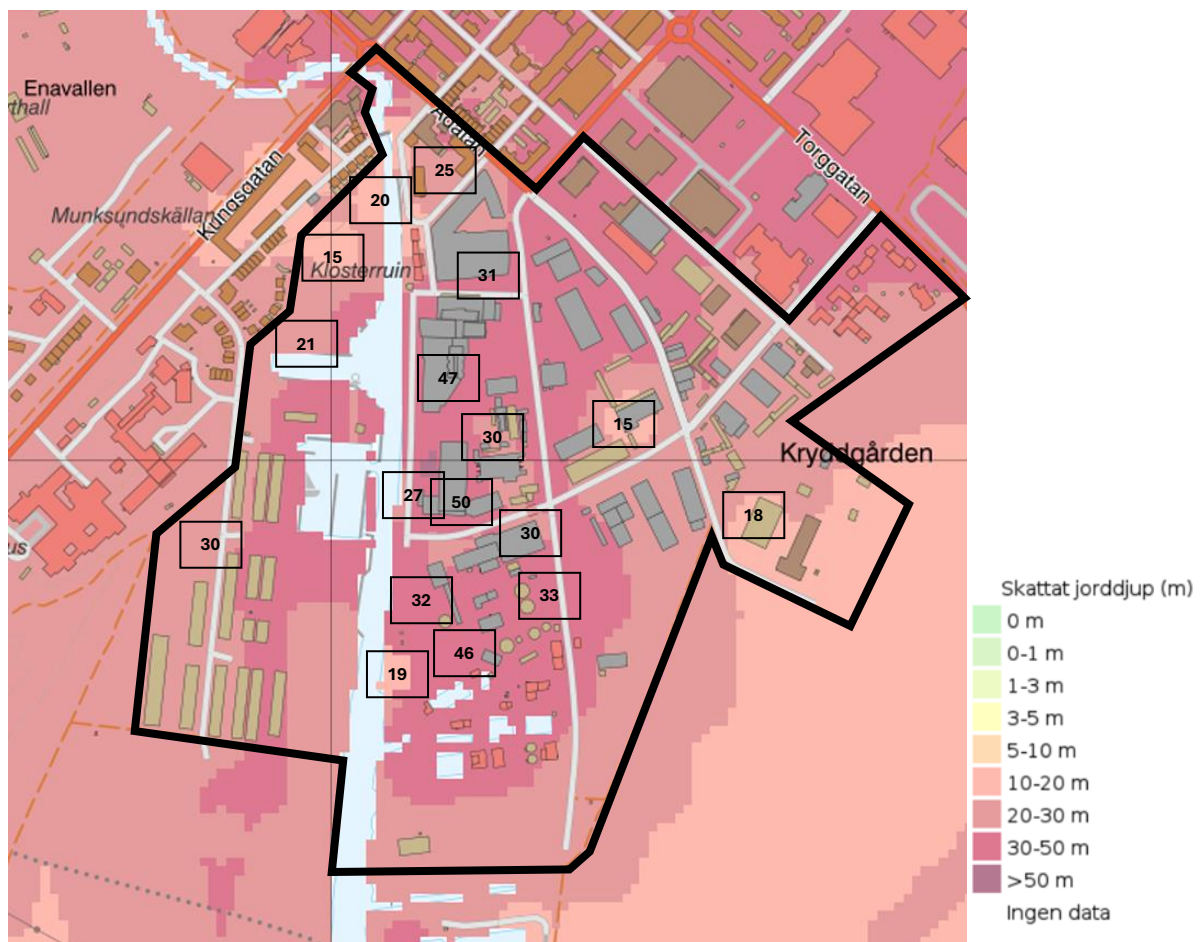 Enavallen
rthall
Kungsgatan
Munksundskällan
Klosterruin
Torggatan
Kryddgården
us
25
20
15
31
21
47
30
15
27
50
18
30
30
32
33
46
19
Skattat jorddjup (m)
0 m
0-1 m
1-3 m
3-5 m
5-10 m
10-20 m
20-30 m
30-50 m
>50 m
Ingen data